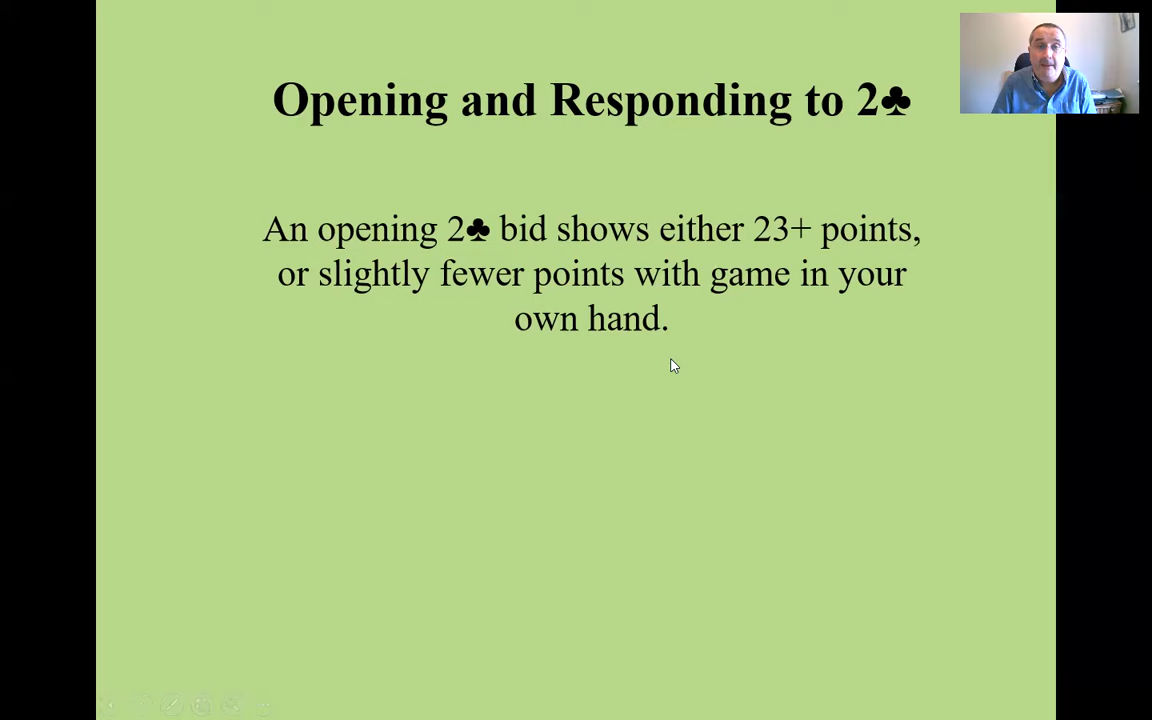 Opening and Responding to 2♣
An opening 2♣ bid shows either 23+ points,
or slightly fewer points with game in your
own hand.